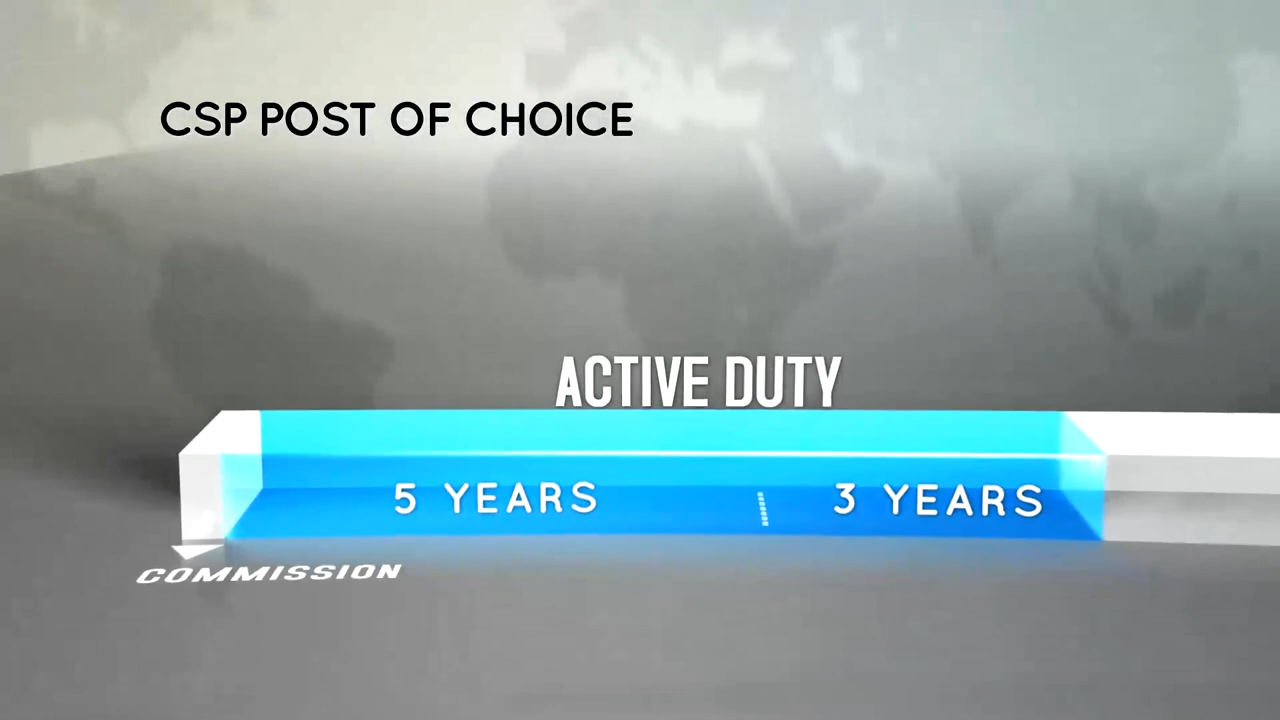 CSP POST OF CHOICE
ACTIVE DUTY
5 YEARS
3 YEARS
COMMISSION